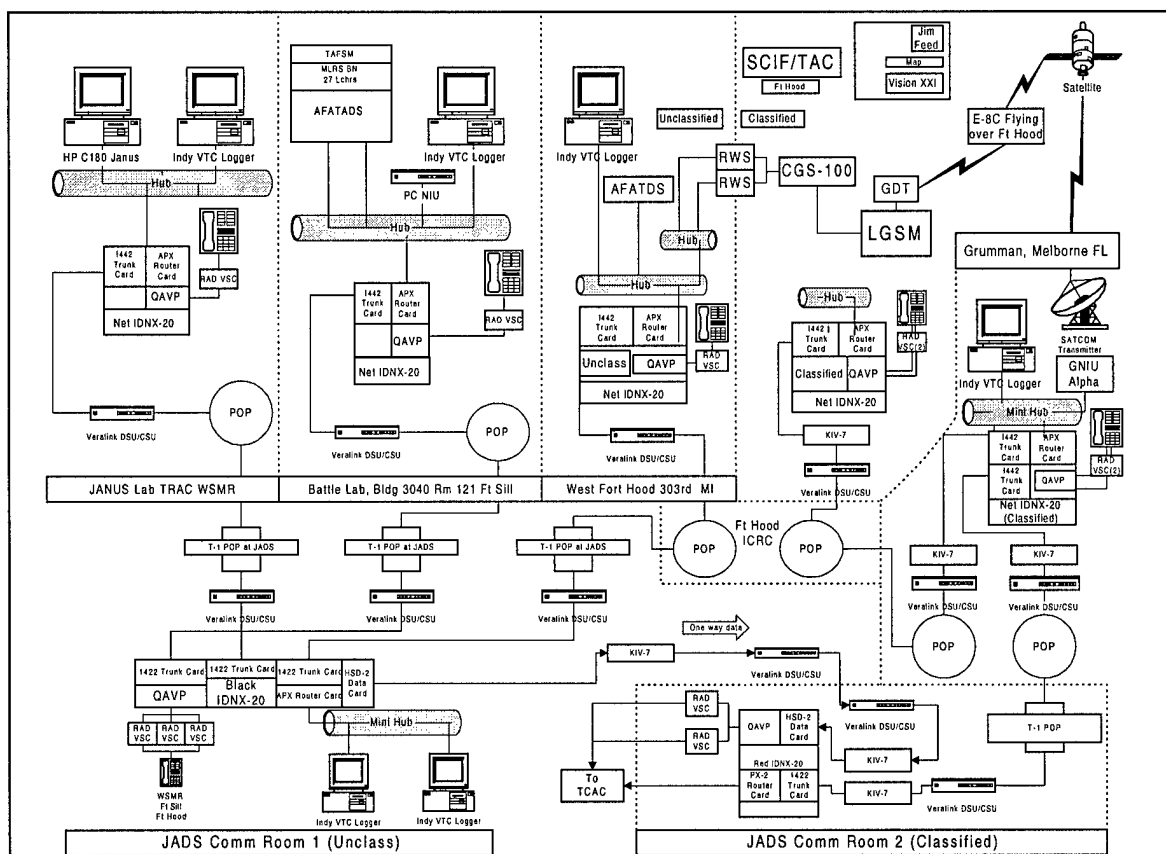 HP C180 Janus
Indy VTC Logger
Hub
1442
Trunk
Card
APX
Router
Card
QAVP
Net IDNX-20
RAD VSC
Veralink DSU/CSU
POP
JANUS Lab TRAC WSMR
TAFSM
MLRS BN
27 Lchrs
AFATADS
Indy VTC Logger
PC NIU
Hub
1442
Trunk
Card
APX
Router
Card
QAVP
Net IDNX-20
RAD VSC
Veralink DSU/CSU
POP
Battle Lab, Bldg 3040 Rm 121 Ft Sill
Indy VTC Logger
AFATDS
Unclassified
Hub
Hub
1442
Trunk
Card
APX
Router
Card
Unclass
QAVP
Net IDNX-20
RAD
VSC
Veralink DSU/CSU
West Fort Hood 303rd MI
SCIF/TAC
Ft Hood
Classified
Jim
Feed
Map
Vision XXI
RWS
RWS
CGS-100
GDT
LGSM
E-8C Flying
over Ft Hood
Satellite
Grumman, Melborne FL
SATCOM
Transmitter
Hub
1442
Trunk
Card
APX
Router
Card
Classified
QAVP
Net IDNX-20
RAD
VSC(2)
KIV-7
Veralink DSU/CSU
Indy VTC Logger
GNIU
Alpha
Mini Hub
1442
Trunk
Card
APX
Router
Card
1442
Trunk
Card
QAVP
Net IDNX-20
(Classified)
RAD
VSC(2)
KIV-7
KIV-7
Veralink DSU/CSU
Veralink DSU/CSU
POP
POP
POP
Ft Hood
ICRC
POP
T-1 POP at JADS
T-1 POP at JADS
T-1 POP at JADS
Veralink DSU/CSU
Veralink DSU/CSU
Veralink DSU/CSU
1422 Trunk Card
1422 Trunk Card
1422 Trunk Card
HSD-2
Data
Card
QAVP
Black
IDNX-20
APX Router Card
RAD
VSC
RAD
VSC
RAD
VSC
WSMR
Ft Sill
Ft Hood
Mini Hub
Indy VTC Logger
Indy VTC Logger
JADS Comm Room 1 (Unclass)
One way data
KIV-7
Veralink DSU/CSU
RAD
VSC
RAD
VSC
QAVP
HSD-2
Data
Card
Red IDNX-20
PX-2
Router
Card
1422
Trunk
Card
To
TCAC
Veralink DSU/CSU
KIV-7
KIV-7
Veralink DSU/CSU
T-1 POP
JADS Comm Room 2 (Classified)